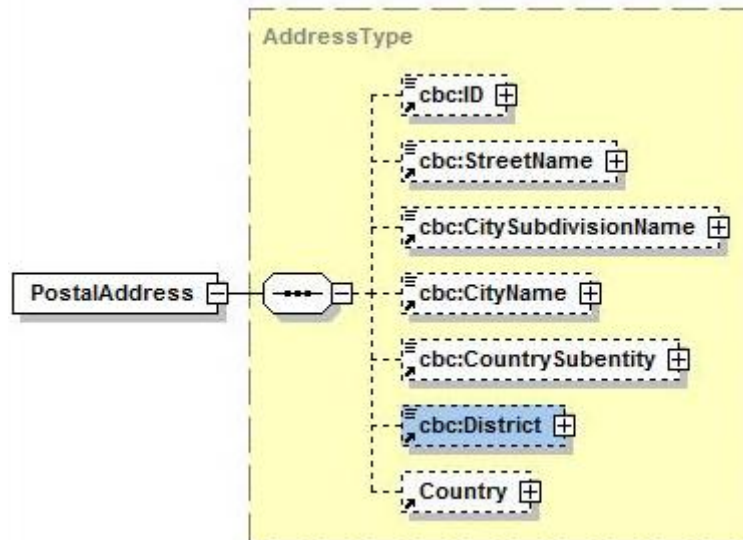 AddressType
cbc:ID
cbc:StreetName
cbc:CitySubdivisionName
PostalAddress
cbc:CityName
cbc:CountrySubentity
cbc:District
Country